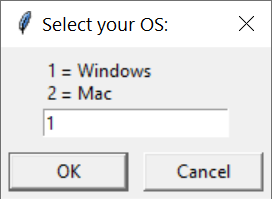 Select your OS:
1 = Windows
2 = Mac
1
OK Cancel